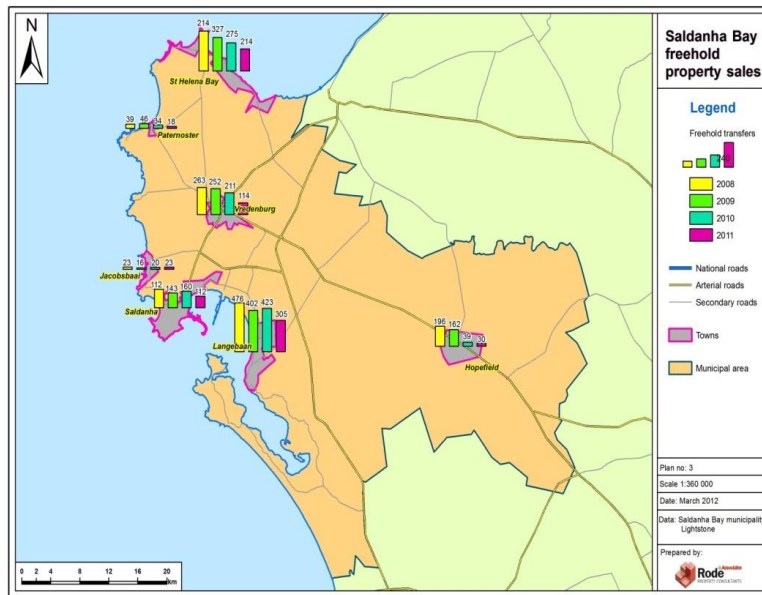 N
Saldanha Bay
freehold
property sales
Legend
Freehold transfers
240
2008
2009
2010
2011
National roads
Arterial roads
Secondary roads
Towns
Municipal area
Plan no: 3
Scale 1:360 000
Date: March 2012
Data: Saldanha Bay municipality
Lightstone
Prepared by:
Rode
& Associates
PROPERTY CONSULTANTS
214
327
275
214
St Helena Bay
39
46
34
18
Paternoster
263
252
211
114
Vredenburg
23
16
20
23
Jacobsbaai
112
143
160
112
Saldanha
476
402
423
305
Langebaan
196
162
39
30
Hopefield
0 2 4 8 12 16 20
km